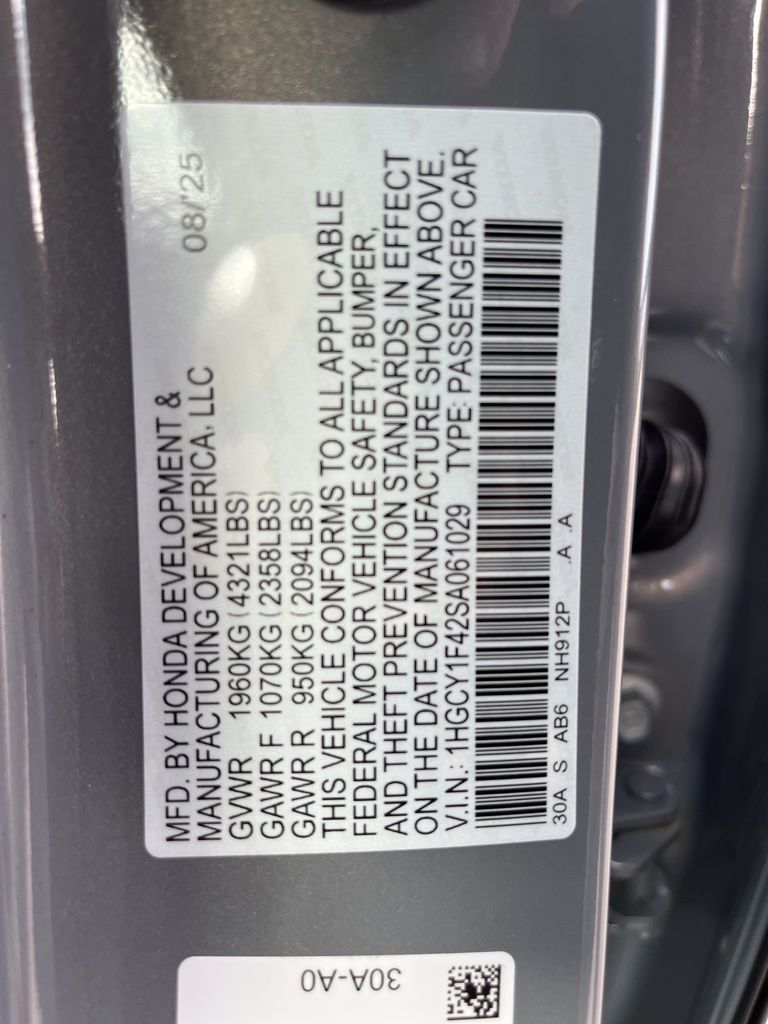 MFD. BY HONDA DEVELOPMENT & 08/'25
MANUFACTURING OF AMERICA, LLC
GVWR 1960KG (4321LBS)
GAWR F 1070KG (2358LBS)
GAWR R 950KG (2094LBS)
THIS VEHICLE CONFORMS TO ALL APPLICABLE
FEDERAL MOTOR VEHICLE SAFETY, BUMPER,
AND THEFT PREVENTION STANDARDS IN EFFECT
ON THE DATE OF MANUFACTURE SHOWN ABOVE.
V.I.N.: 1HGCY1F42SA061029 TYPE: PASSENGER CAR
30A S AB6 NH912P .A .A
30A-A0